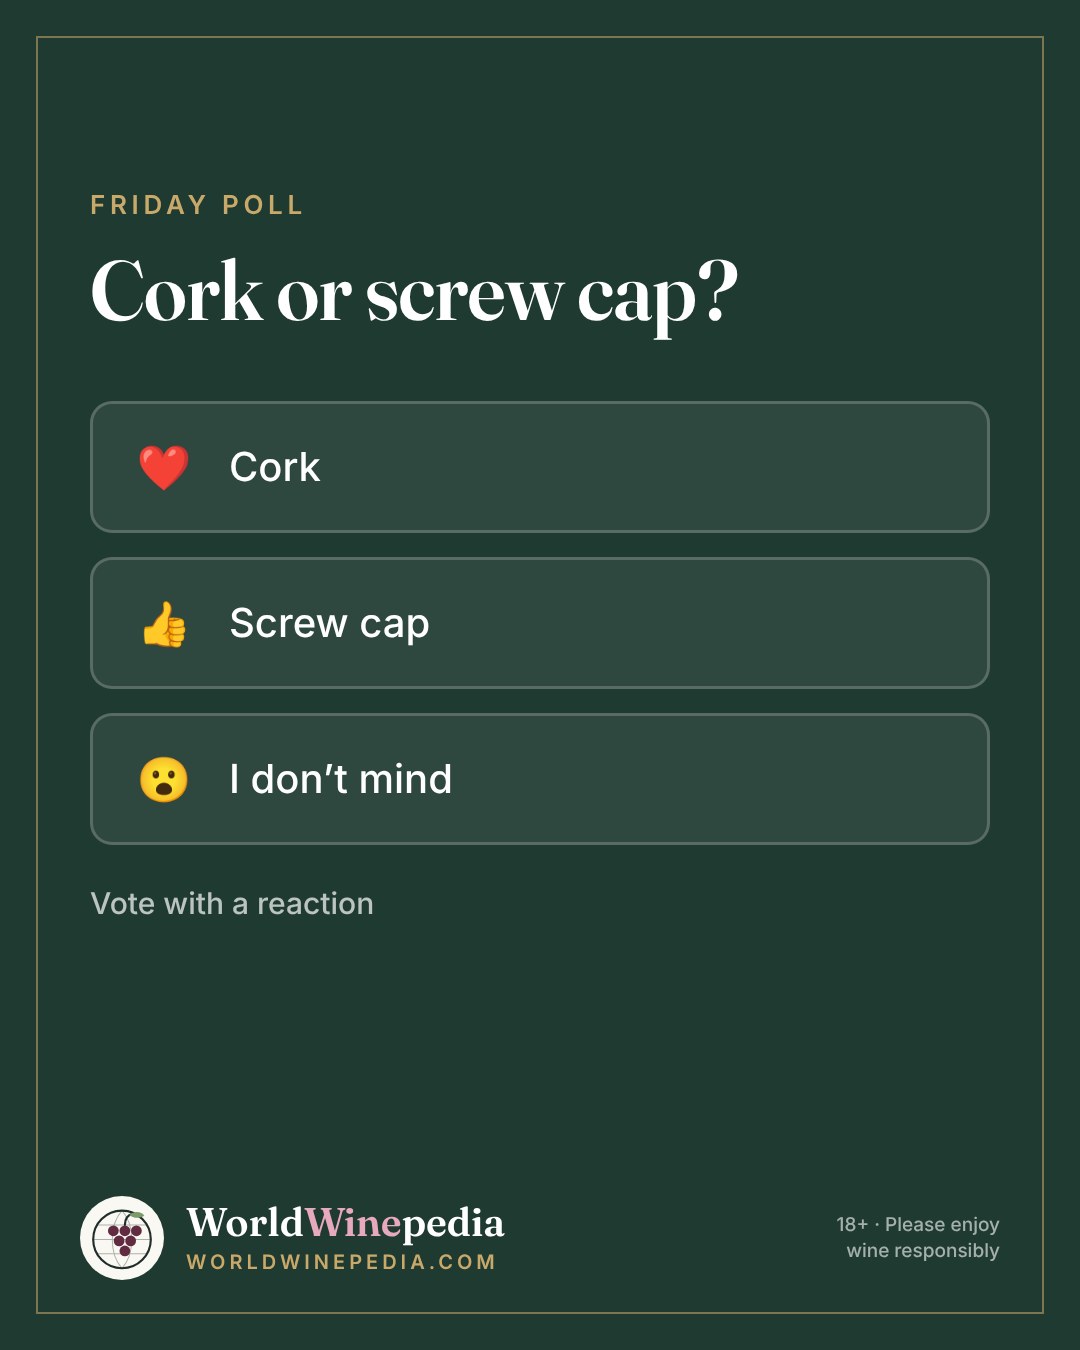 FRIDAY POLL
Cork or screw cap?
❤️ Cork
👍 Screw cap
😮 I don’t mind
Vote with a reaction
WorldWinepedia
WORLDWINEPEDIA.COM
18+ · Please enjoy
wine responsibly